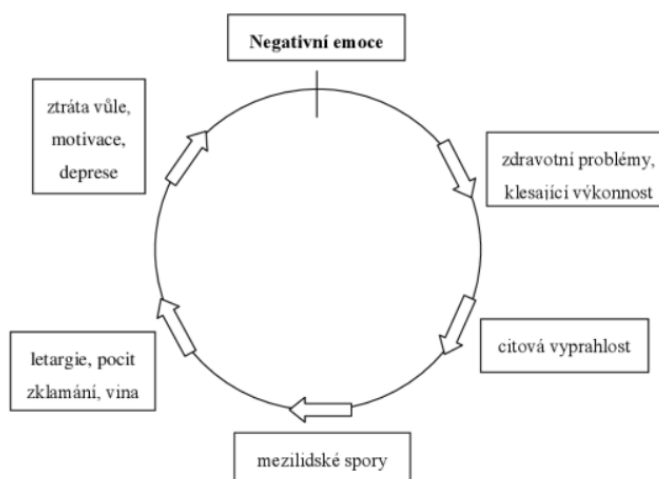 Negativní emoce
zdravotní problémy,
klesající výkonnost
citová vyprahlost
mezilidské spory
letargie, pocit
zklamání, vina
ztráta vůle,
motivace,
deprese